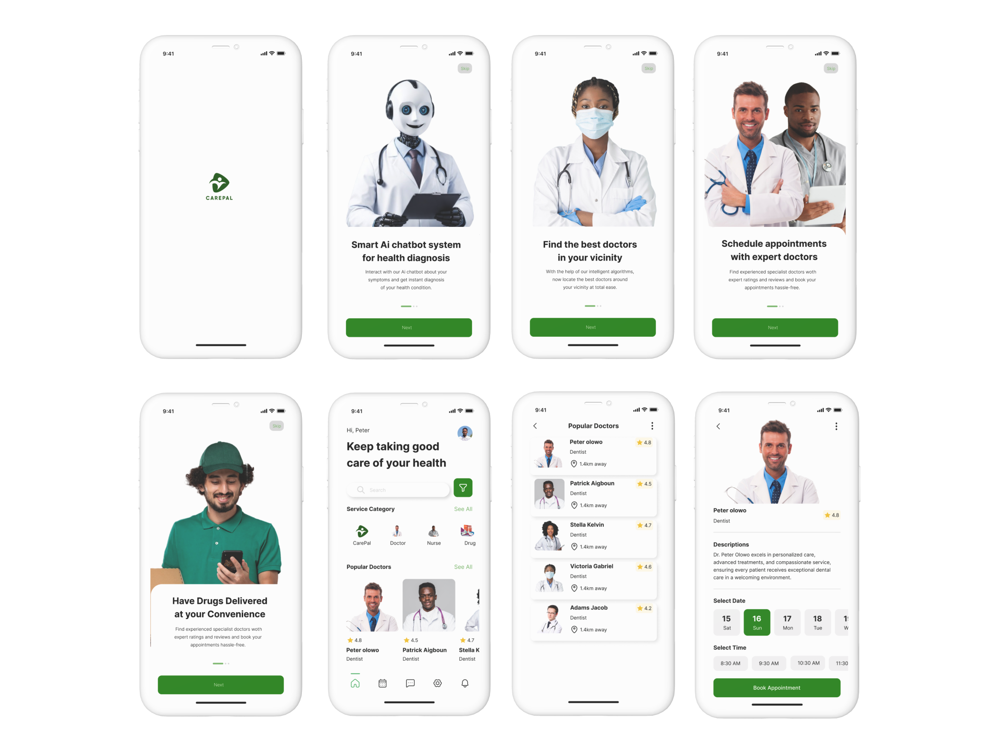 9:41
CAREPAL
9:41
Skip
Smart Ai chatbot system
for health diagnosis
Interact with our Ai chatbot about your
symptoms and get instant diagnosis
of your health condition.
Next
9:41
Skip
Find the best doctors
in your vicinity
With the help of our intelligent algorithms,
now locate the best doctors around
your vicinity at total ease.
Next
9:41
Skip
Schedule appointments
with expert doctors
Find experienced specialist doctors woth
expert ratings and reviews and book your
appointments hassle-free.
Next
9:41
Skip
Have Drugs Delivered
at your Convenience
Find experienced specialist doctors woth
expert ratings and reviews and book your
appointments hassle-free.
Next
9:41
Hi, Peter
Keep taking good
care of your health
Search
Service Category See All
CarePal Doctor Nurse Drug
Popular Doctors See All
4.8 4.5 4.7
Peter olowo Patrick Aigboun Stella K
Dentist Dentist Dentist
9:41
Popular Doctors
Peter olowo 4.8
Dentist
1.4km away
Patrick Aigboun 4.5
Dentist
1.4km away
Stella Kelvin 4.7
Dentist
1.4km away
Victoria Gabriel 4.6
Dentist
1.4km away
Adams Jacob 4.2
Dentist
1.4km away
9:41
Peter olowo 4.8
Dentist
Descriptions
Dr. Peter Olowo excels in personalized care,
advanced treatments, and compassionate service,
ensuring every patient receives exceptional dental
care in a welcoming environment.
Select Date
15 16 17 18
Sat Sun Mon Tue W
Select Time
8:30 AM 9:30 AM 10:30 AM 11:30
Book Appointment